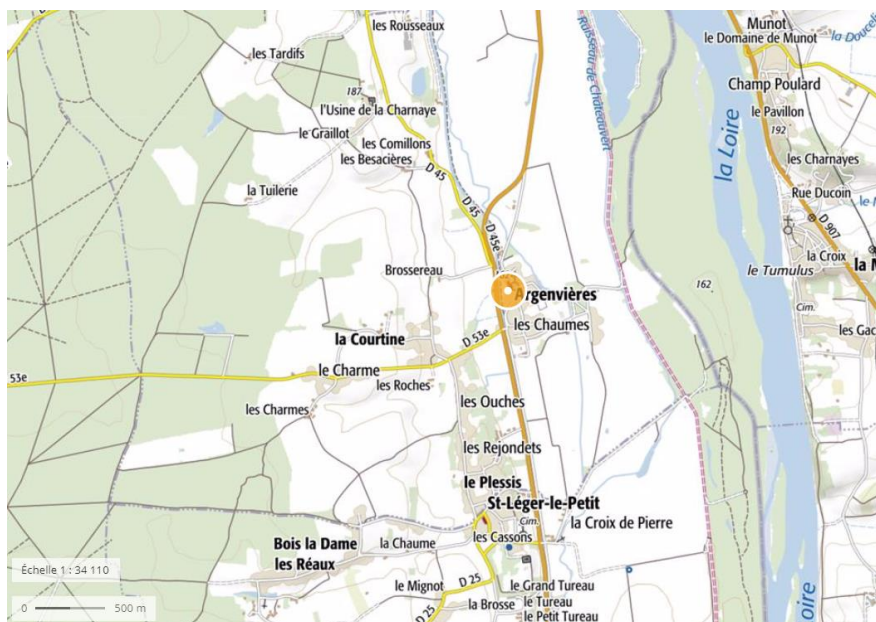 D
les Rousseaux
Munot
le Domaine de Munot
la Douceli
les Tardifs
Ruisseau de Châteauvert
Champ Poulard
187
l'Usine de la Charnaye
le Pavillon
192
le Graillot
les Comillons
les Besacières
la Loire
les Charnayes
D 45
la Tuilerie
Rue Ducoin
D 45
D 45e
D 907
la Croix
la M
Brossereau
le Tumulus
162
Argenvières
Cim.
les Chaumes
les Gac
la Courtine
D 53e
53e
le Charme
les Roches
les Ouches
les Charmes
les Rejondets
le Plessis
St-Léger-le-Petit
Cim.
la Croix de Pierre
les Cassons
Bois la Dame
la Chaume
les Réaux
Échelle 1 : 34 110
D 25
le Mignot
le Grand Tureau
0 500 m
D 25
la Brosse
le Tureau
le Petit Tureau
oire